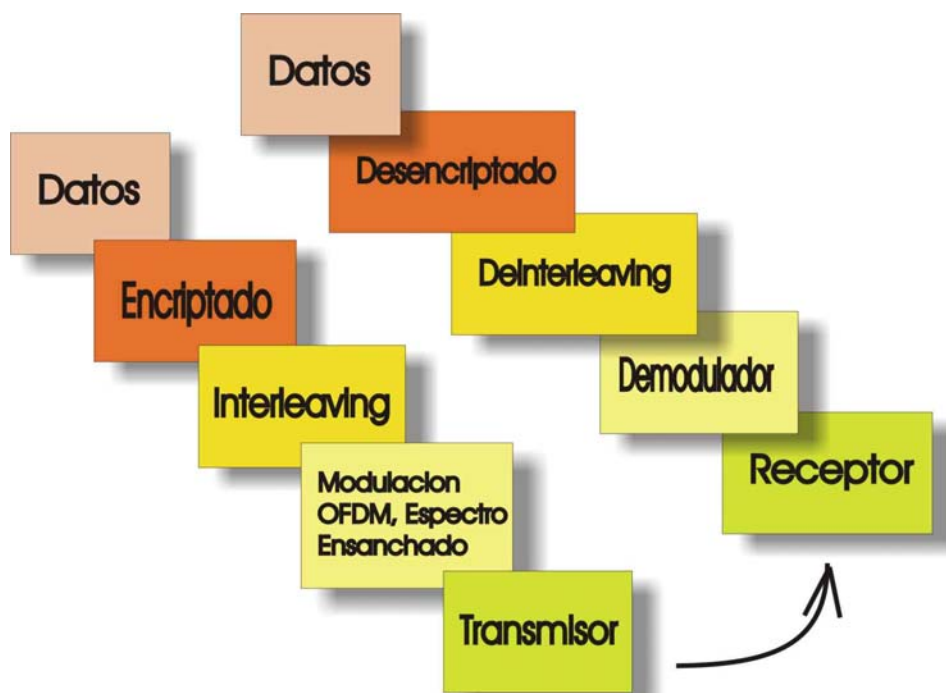 Datos
Encriptado
Interleaving
Modulacion
OFDM, Espectro
Ensanchado
Transmisor
Datos
Desencriptado
Deinterleaving
Demodulador
Receptor